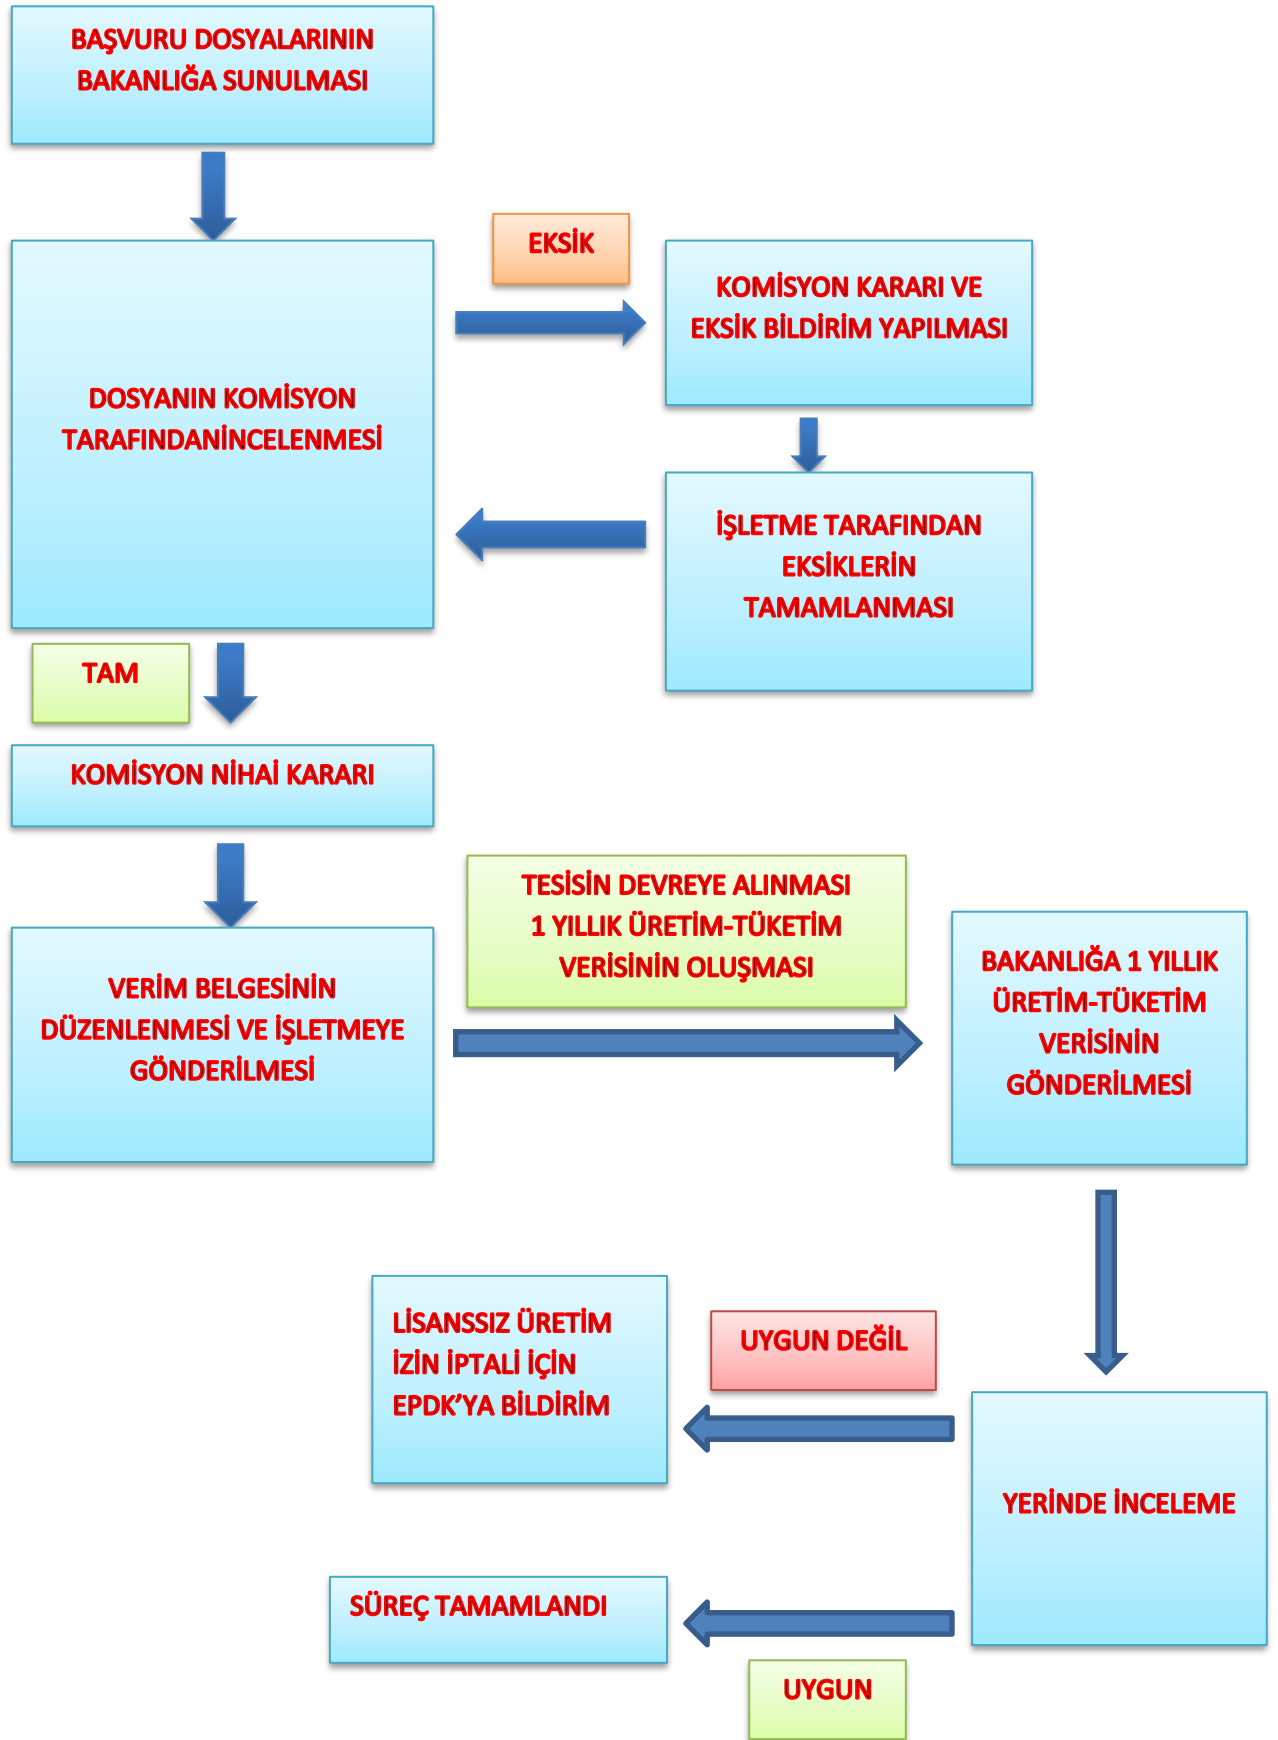 BAŞVURU DOSYALARININ
BAKANLIĞA SUNULMASI
EKSİK
KOMİSYON KARARI VE
EKSİK BİLDİRİM YAPILMASI
DOSYANIN KOMİSYON
TARAFINDANİNCELENMESİ
İŞLETME TARAFINDAN
EKSİKLERİN
TAMAMLANMASI
TAM
KOMİSYON NİHAİ KARARI
TESİSİN DEVREYE ALINMASI
1 YILLIK ÜRETİM-TÜKETİM
VERİSİNİN OLUŞMASI
VERİM BELGESİNİN
DÜZENLENMESİ VE İŞLETMEYE
GÖNDERİLMESİ
BAKANLIĞA 1 YILLIK
ÜRETİM-TÜKETİM
VERİSİNİN
GÖNDERİLMESİ
LİSANSSIZ ÜRETİM
İZİN İPTALİ İÇİN
EPDK’YA BİLDİRİM
UYGUN DEĞİL
YERİNDE İNCELEME
SÜREÇ TAMAMLANDI
UYGUN